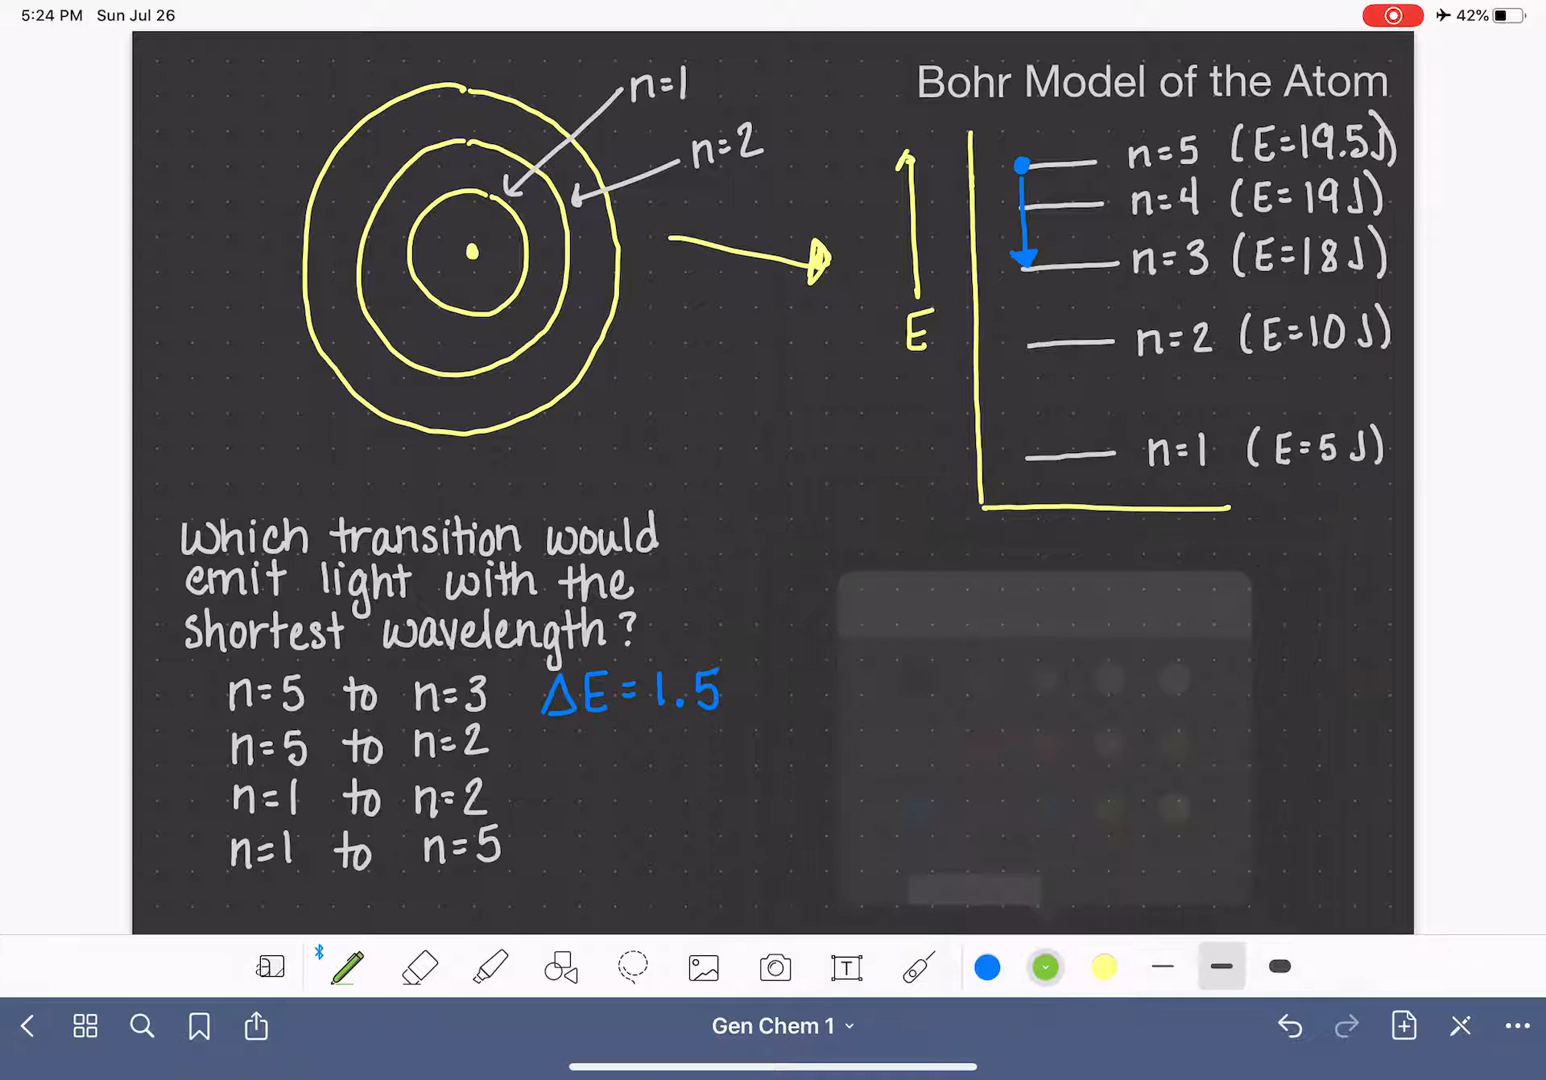 5:24 PM Sun Jul 26
42%
n=1
n=2
Bohr Model of the Atom
n=5 (E=19.5J)
n=4 (E=19J)
n=3 (E=18J)
E
n=2 (E=10J)
n=1 (E=5J)
Which transition would
emit light with the
shortest wavelength?
n=5 to n=3 ΔE=1.5
n=5 to n=2
n=1 to n=2
n=1 to n=5
T
Gen Chem 1